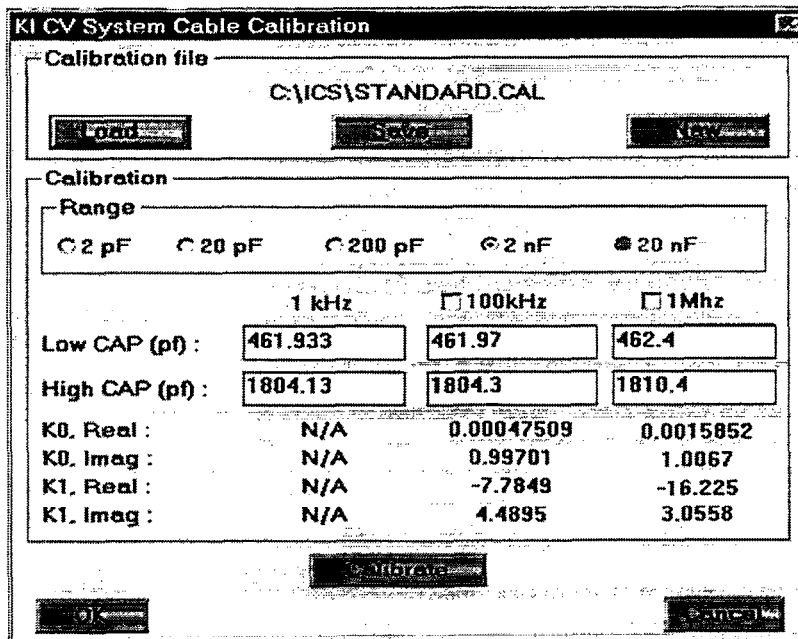 KI CV System Cable Calibration
Calibration file
C:\ICS\STANDARD.CAL
Load Save New
Calibration
Range
2 pF 20 pF 200 pF 2 nF 20 nF
1 kHz 100kHz 1Mhz
Low CAP (pf) : 461.933 461.97 462.4
High CAP (pf) : 1804.13 1804.3 1810.4
K0, Real : N/A 0.00047509 0.0015852
K0, Imag : N/A 0.99701 1.0067
K1, Real : N/A -7.7849 -16.225
K1, Imag : N/A 4.4895 3.0558
Calibrate
OK Cancel